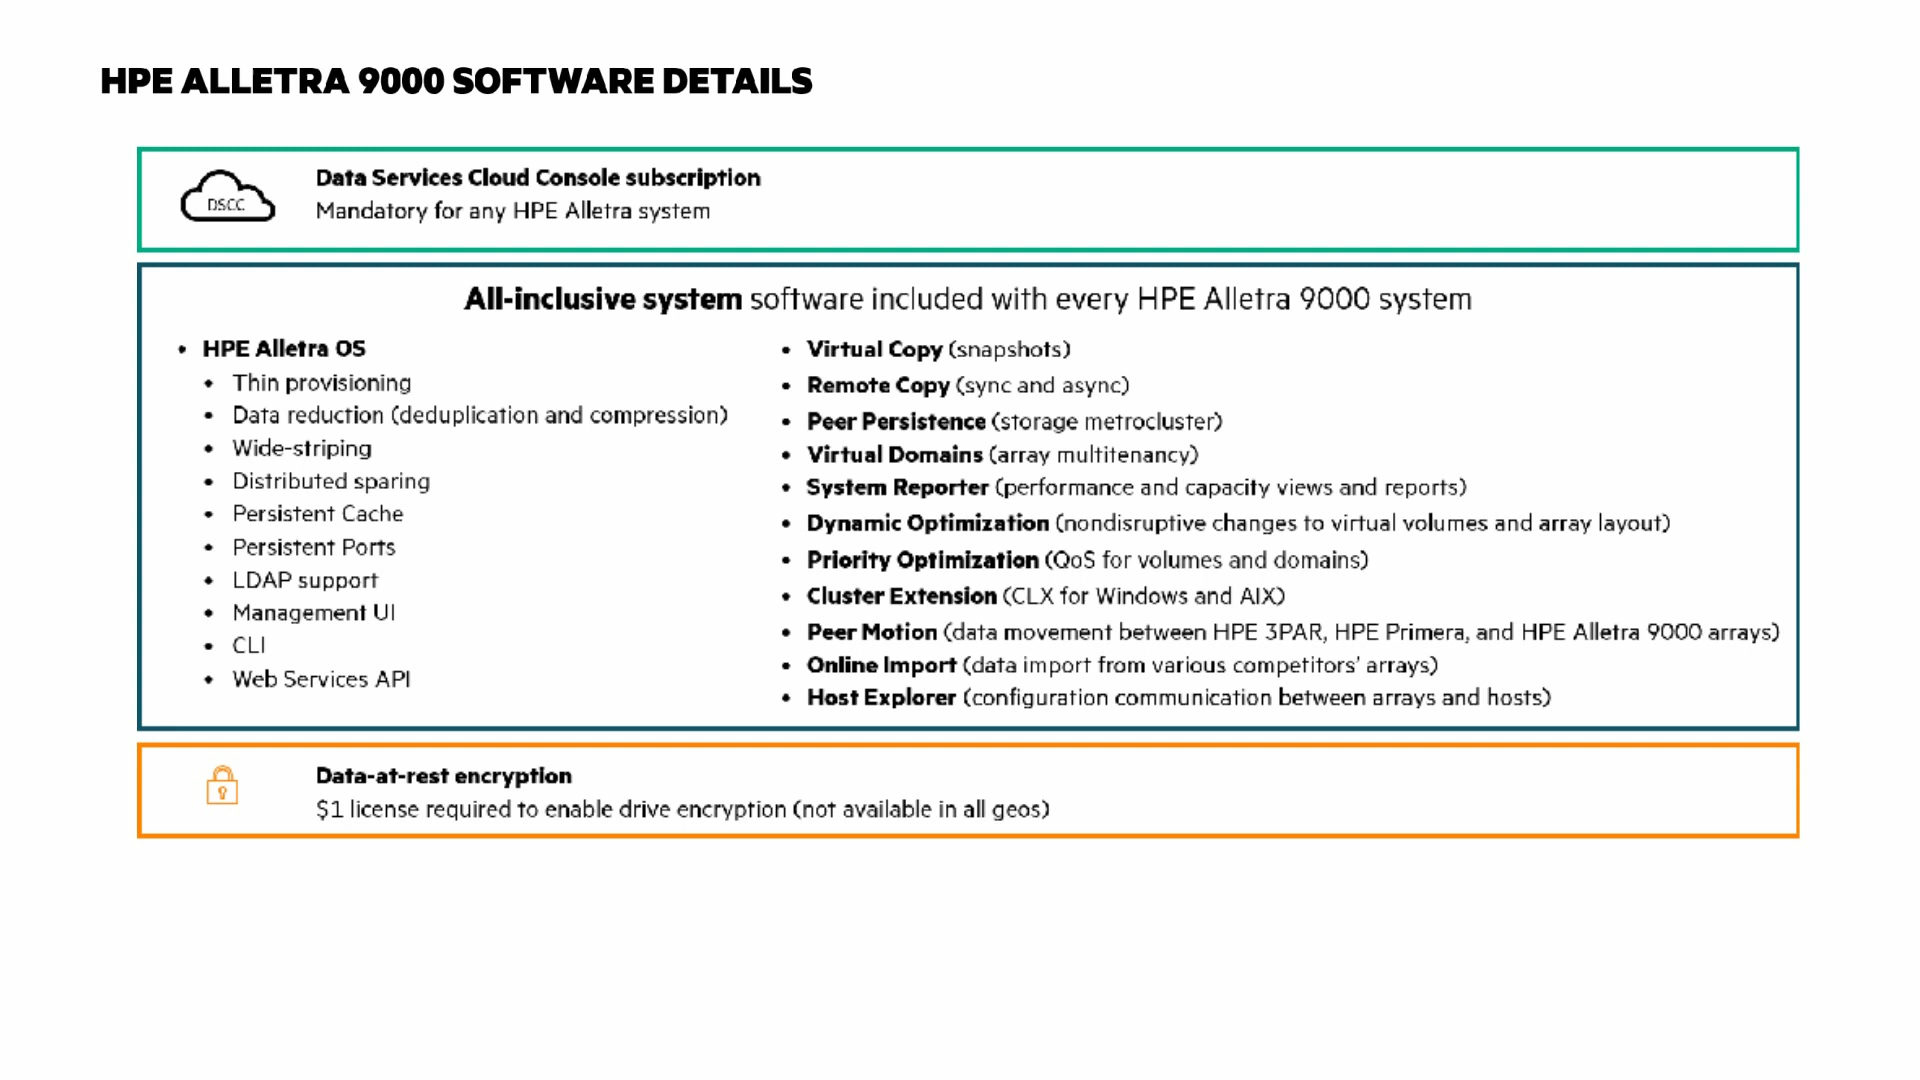 HPE ALLETRA 9000 SOFTWARE DETAILS
DSCC
Data Services Cloud Console subscription
Mandatory for any HPE Alletra system
All-inclusive system software included with every HPE Alletra 9000 system
• HPE Alletra OS
• Thin provisioning
• Data reduction (deduplication and compression)
• Wide-striping
• Distributed sparing
• Persistent Cache
• Persistent Ports
• LDAP support
• Management UI
• CLI
• Web Services API
• Virtual Copy (snapshots)
• Remote Copy (sync and async)
• Peer Persistence (storage metrocluster)
• Virtual Domains (array multitenancy)
• System Reporter (performance and capacity views and reports)
• Dynamic Optimization (nondisruptive changes to virtual volumes and array layout)
• Priority Optimization (QoS for volumes and domains)
• Cluster Extension (CLX for Windows and AIX)
• Peer Motion (data movement between HPE 3PAR, HPE Primera, and HPE Alletra 9000 arrays)
• Online Import (data import from various competitors' arrays)
• Host Explorer (configuration communication between arrays and hosts)
Data-at-rest encryption
$1 license required to enable drive encryption (not available in all geos)